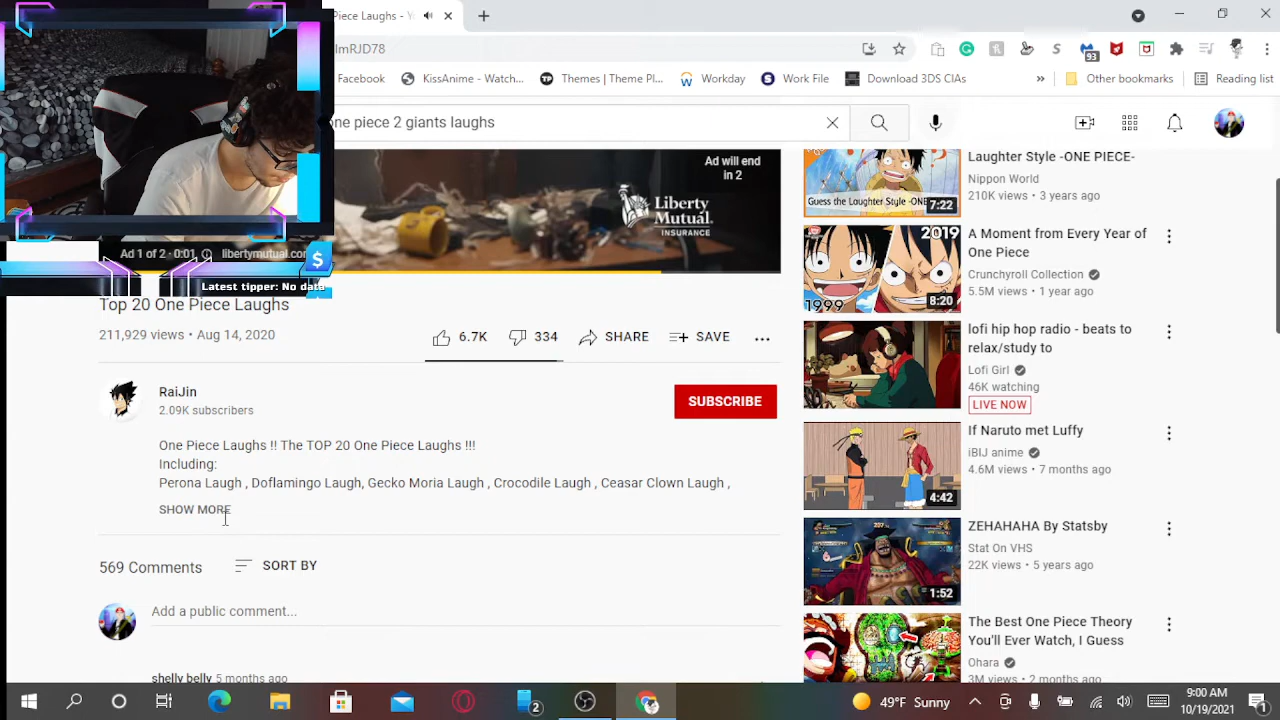 piece Laughs - Y
lmRJD78
93
Facebook
KissAnime - Watch...
Themes | Theme Pl...
Workday
Work File
Download 3DS CIAs
»
Other bookmarks
Reading list
ne piece 2 giants laughs
Ad will end
in 2
Liberty
Mutual.
INSURANCE
Ad 1 of 2 · 0:01
libertymutual.com
$
Latest tipper: No data
Top 20 One Piece Laughs
211,929 views • Aug 14, 2020
6.7K
334
SHARE
SAVE
RaiJin
2.09K subscribers
SUBSCRIBE
One Piece Laughs !! The TOP 20 One Piece Laughs !!!
Including:
Perona Laugh , Doflamingo Laugh, Gecko Moria Laugh , Crocodile Laugh , Ceasar Clown Laugh ,
SHOW MORE
569 Comments
SORT BY
Add a public comment...
shelly belly 5 months ago
Laughter Style -ONE PIECE-
Nippon World
210K views • 3 years ago
Guess the Laughter Style -ONE
7:22
A Moment from Every Year of
One Piece
Crunchyroll Collection
5.5M views • 1 year ago
2019
1999
8:20
lofi hip hop radio - beats to
relax/study to
Lofi Girl
46K watching
LIVE NOW
If Naruto met Luffy
iBIJ anime
4.6M views • 7 months ago
4:42
ZEHAHAHA By Statsby
Stat On VHS
22K views • 5 years ago
1:52
The Best One Piece Theory
You'll Ever Watch, I Guess
Ohara
3M views • 2 months ago
2
49°F Sunny
9:00 AM
10/19/2021
1